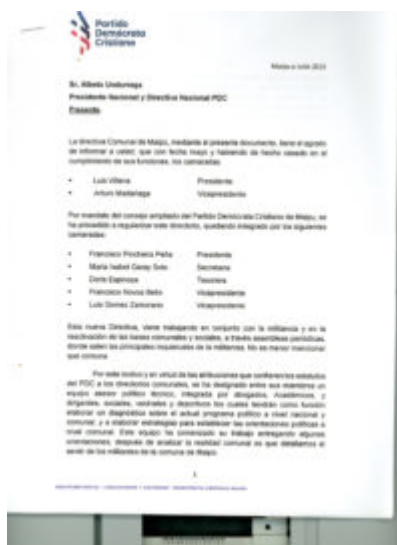 Partido
Demócrata
Cristiano
Maipú a Julio
Sr. Alberto Undurraga
Presidente Nacional y Directiva Nacional PDC
Presente.
La directiva Comunal de Maipú, mediante el presente documento, tiene el agrado
de informar a usted, que con fecha mayo y habiendo de hecho cesado en el
cumplimiento de sus funciones, los camaradas:
• Luis Villena Presidente
• Arturo Vicepresidente
Por mandato del consejo ampliado del Partido Demócrata Cristiano de Maipú, se
ha procedido a regularizar este directorio, quedando integrado por los siguientes
camaradas:
• Francisco Peña Presidente
• María Isabel Garay Soto Secretaria
• Doris Espinoza Tesorera
• Francisco Novoa Vicepresidente
• Luis Gomez Zamorano Vicepresidente
Esta nueva Directiva, viene trabajando en conjunto con la militancia y en la
reactivación de las bases comunales y sociales, a través asambleas periódicas,
donde salen las principales inquietudes de la militancia. No es menor mencionar
que comuna
Por este motivo y en virtud de las atribuciones que confieren los estatutos
del PDC a los directorios comunales, se ha designado entre sus miembros un
equipo asesor político técnico, integrada por abogados, Académicos, y
dirigentes, sociales, vecinales y deportivos los cuales tendrán como función
elaborar un diagnóstico sobre el actual programa político a nivel nacional y
comunal; y a elaborar estrategias para establecer las orientaciones políticas a
nivel comunal. Este equipo ha comenzado su trabajo entregando algunas
orientaciones, después de analizar la realidad comunal es que detallamos el
sentir de los militantes de la comuna de Maipú.
1